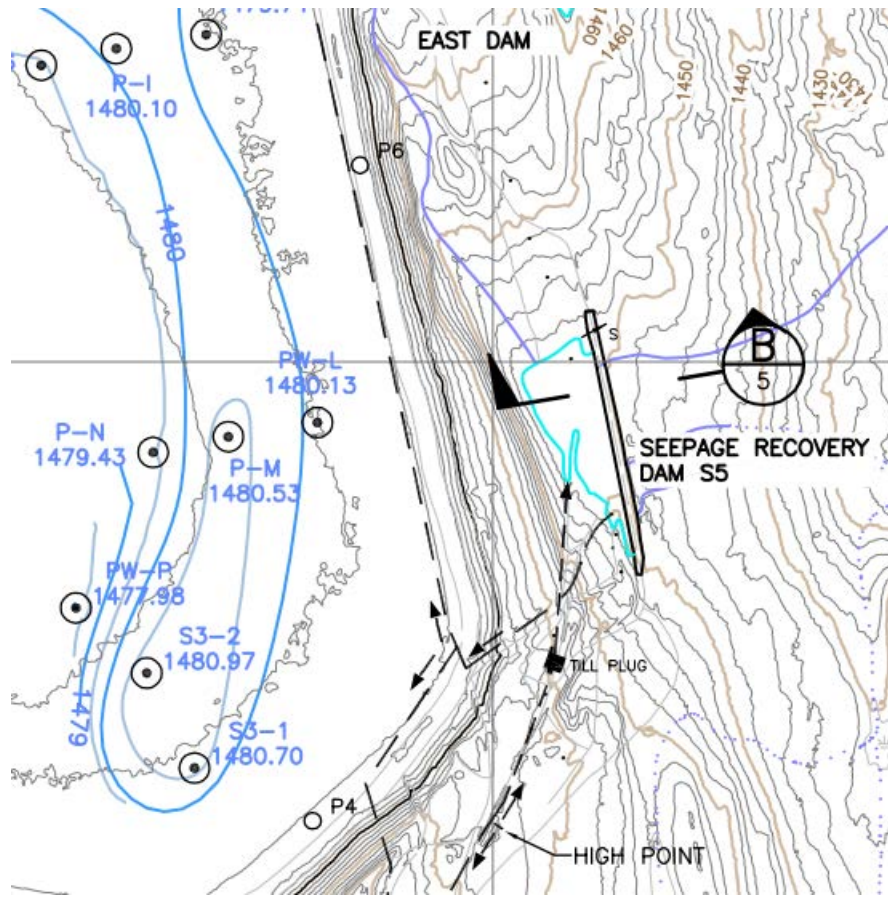 EAST DAM
1460
1450
1440
1430
1430
P-I
1480.10
P6
1480
PW-L
1480.13
S
B
5
P-N
1479.43
P-M
1480.53
SEEPAGE RECOVERY
DAM S5
PW-P
1477.98
S3-2
1480.97
TILL PLUG
1479
S3-1
1480.70
P4
HIGH POINT